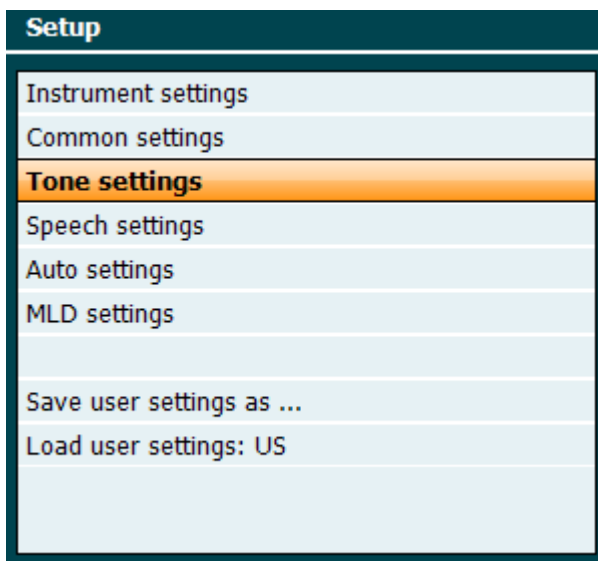 Setup
Instrument settings
Common settings
Tone settings
Speech settings
Auto settings
MLD settings
Save user settings as ...
Load user settings: US